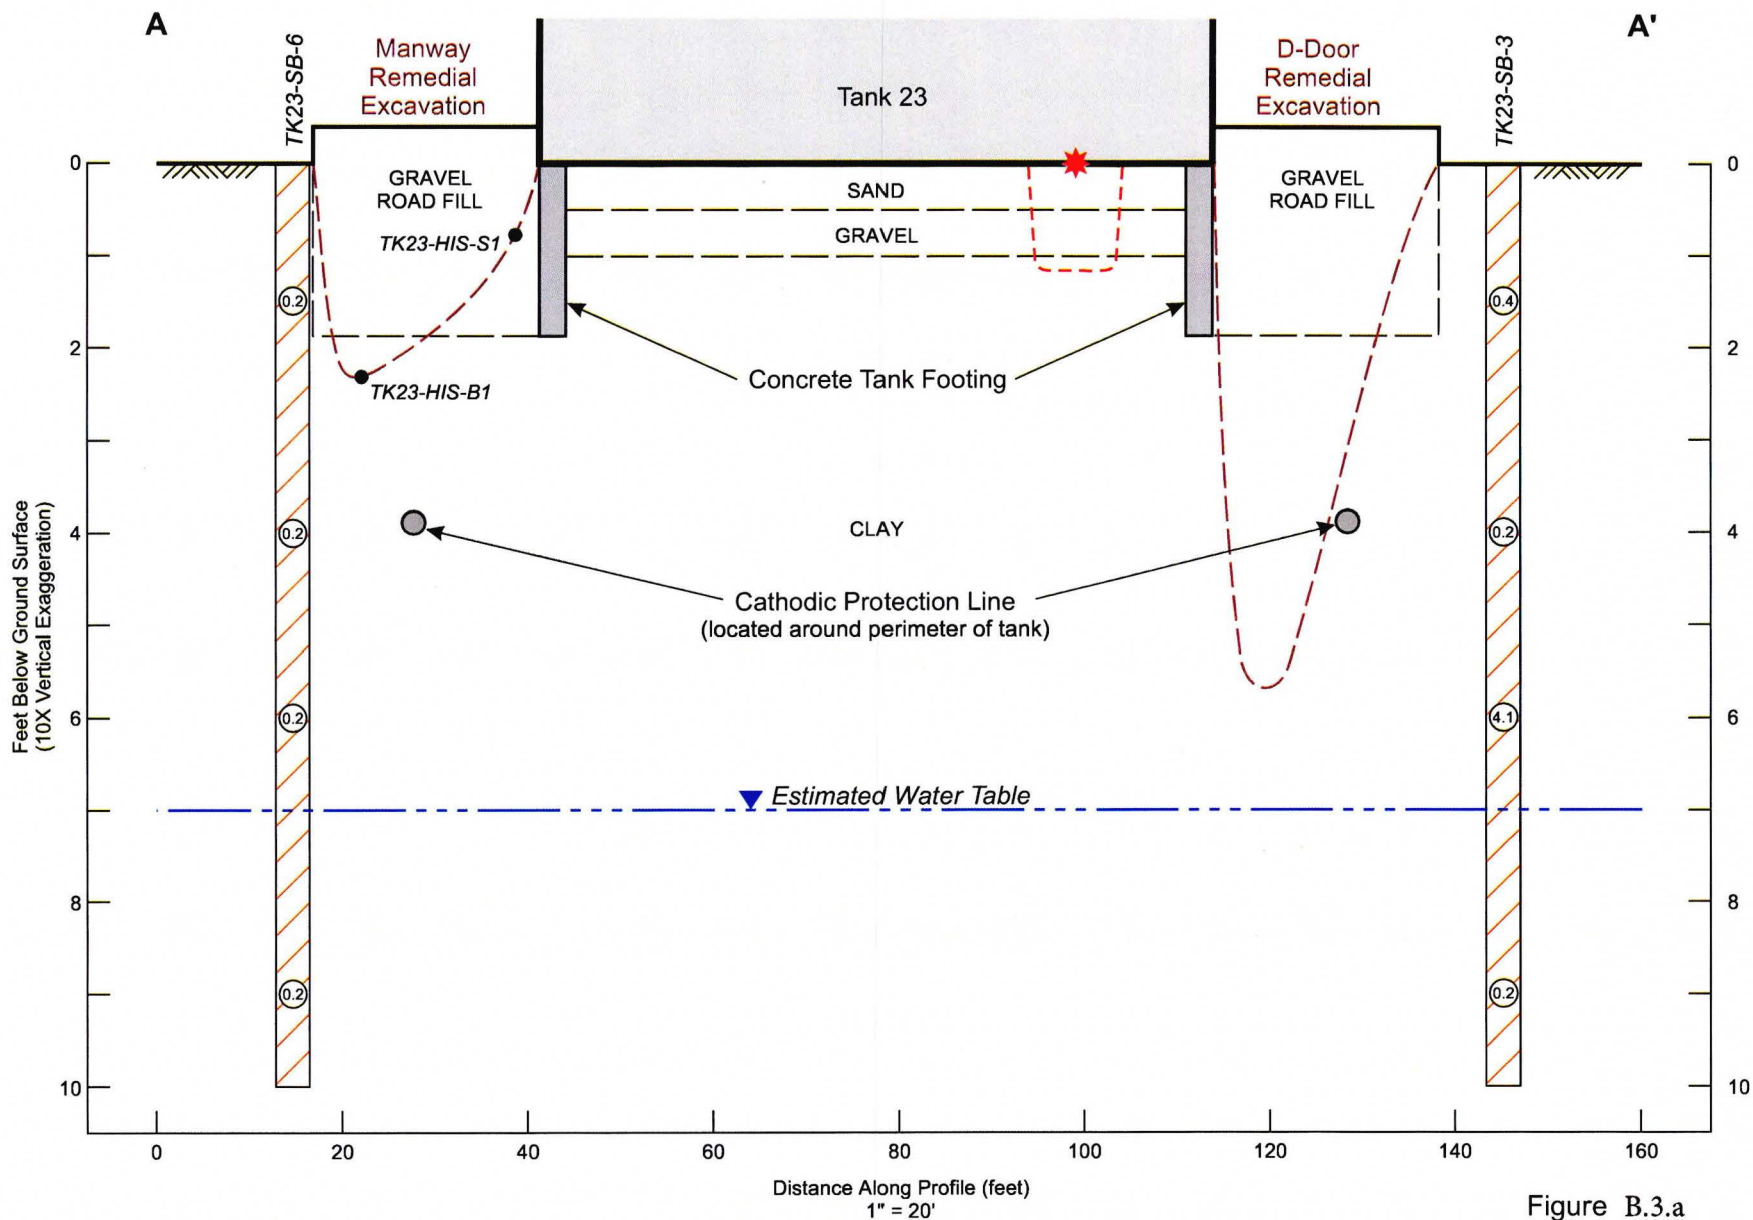 A
A'
TK23-SB-6
Manway
Remedial
Excavation
Tank 23
D-Door
Remedial
Excavation
TK23-SB-3
0
0
GRAVEL
ROAD FILL
SAND
GRAVEL
ROAD FILL
TK23-HIS-S1
GRAVEL
0.2
0.4
2
2
Concrete Tank Footing
TK23-HIS-B1
4
0.2
CLAY
0.2
4
Cathodic Protection Line
(located around perimeter of tank)
Feet Below Ground Surface
(10X Vertical Exaggeration)
6
0.2
4.1
6
Estimated Water Table
8
8
0.2
0.2
10
10
0
20
40
60
80
100
120
140
160
Distance Along Profile (feet)
1" = 20'
Figure B.3.a